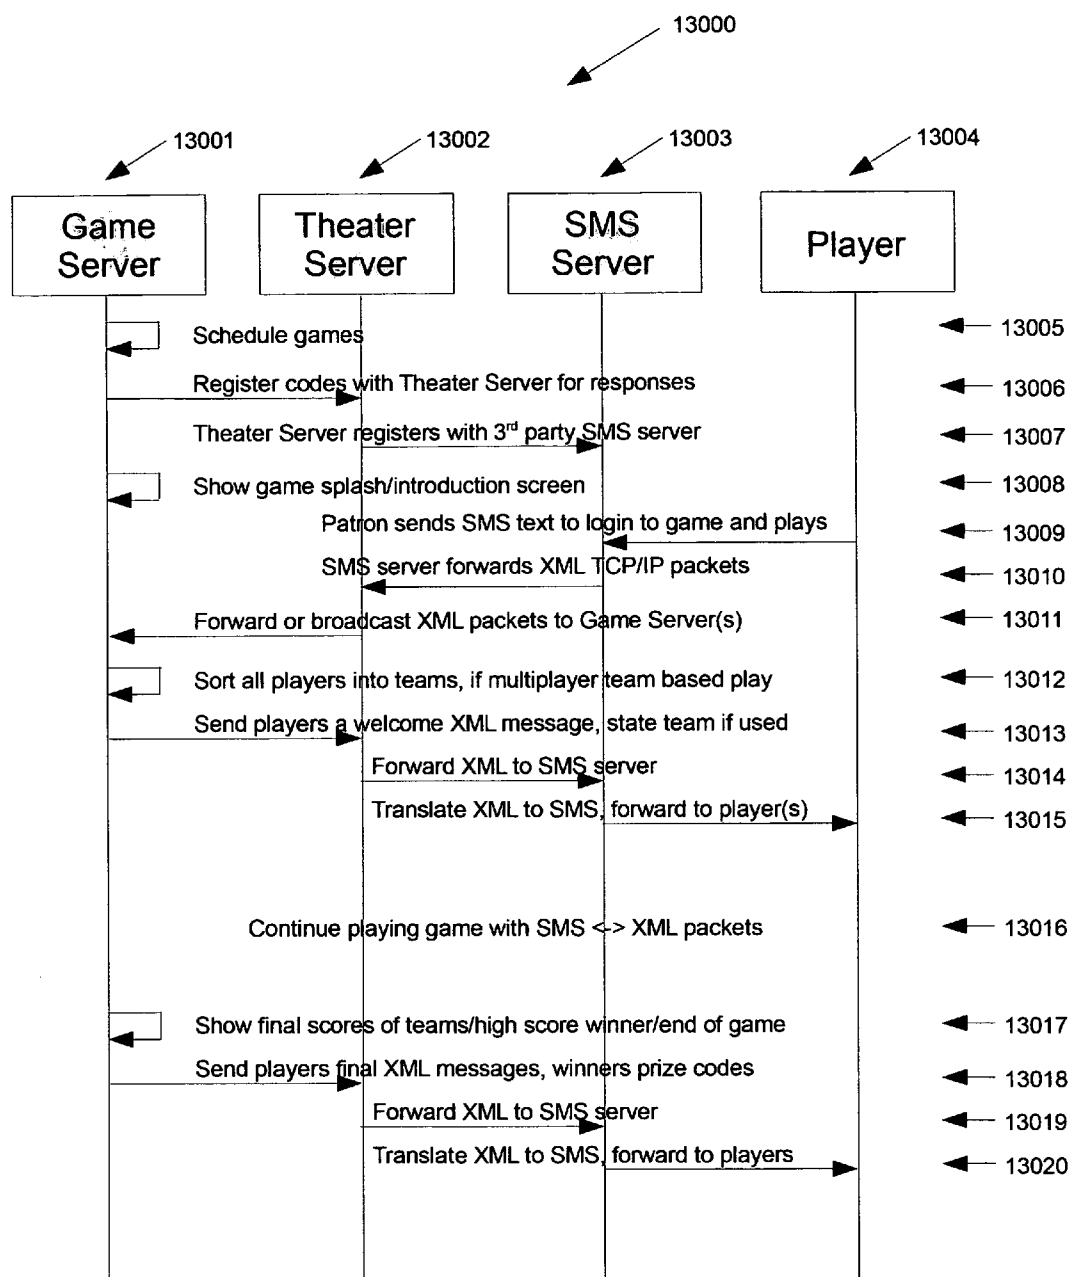 13000
13001
13002
13003
13004
Game
Server
Theater
Server
SMS
Server
Player
Schedule games
13005
Register codes with Theater Server for responses
13006
Theater Server registers with 3rd party SMS server
13007
Show game splash/introduction screen
13008
Patron sends SMS text to login to game and plays
13009
SMS server forwards XML TCP/IP packets
13010
Forward or broadcast XML packets to Game Server(s)
13011
Sort all players into teams, if multiplayer team based play
13012
Send players a welcome XML message, state team if used
13013
Forward XML to SMS server
13014
Translate XML to SMS, forward to player(s)
13015
Continue playing game with SMS <-> XML packets
13016
Show final scores of teams/high score winner/end of game
13017
Send players final XML messages, winners prize codes
13018
Forward XML to SMS server
13019
Translate XML to SMS, forward to players
13020